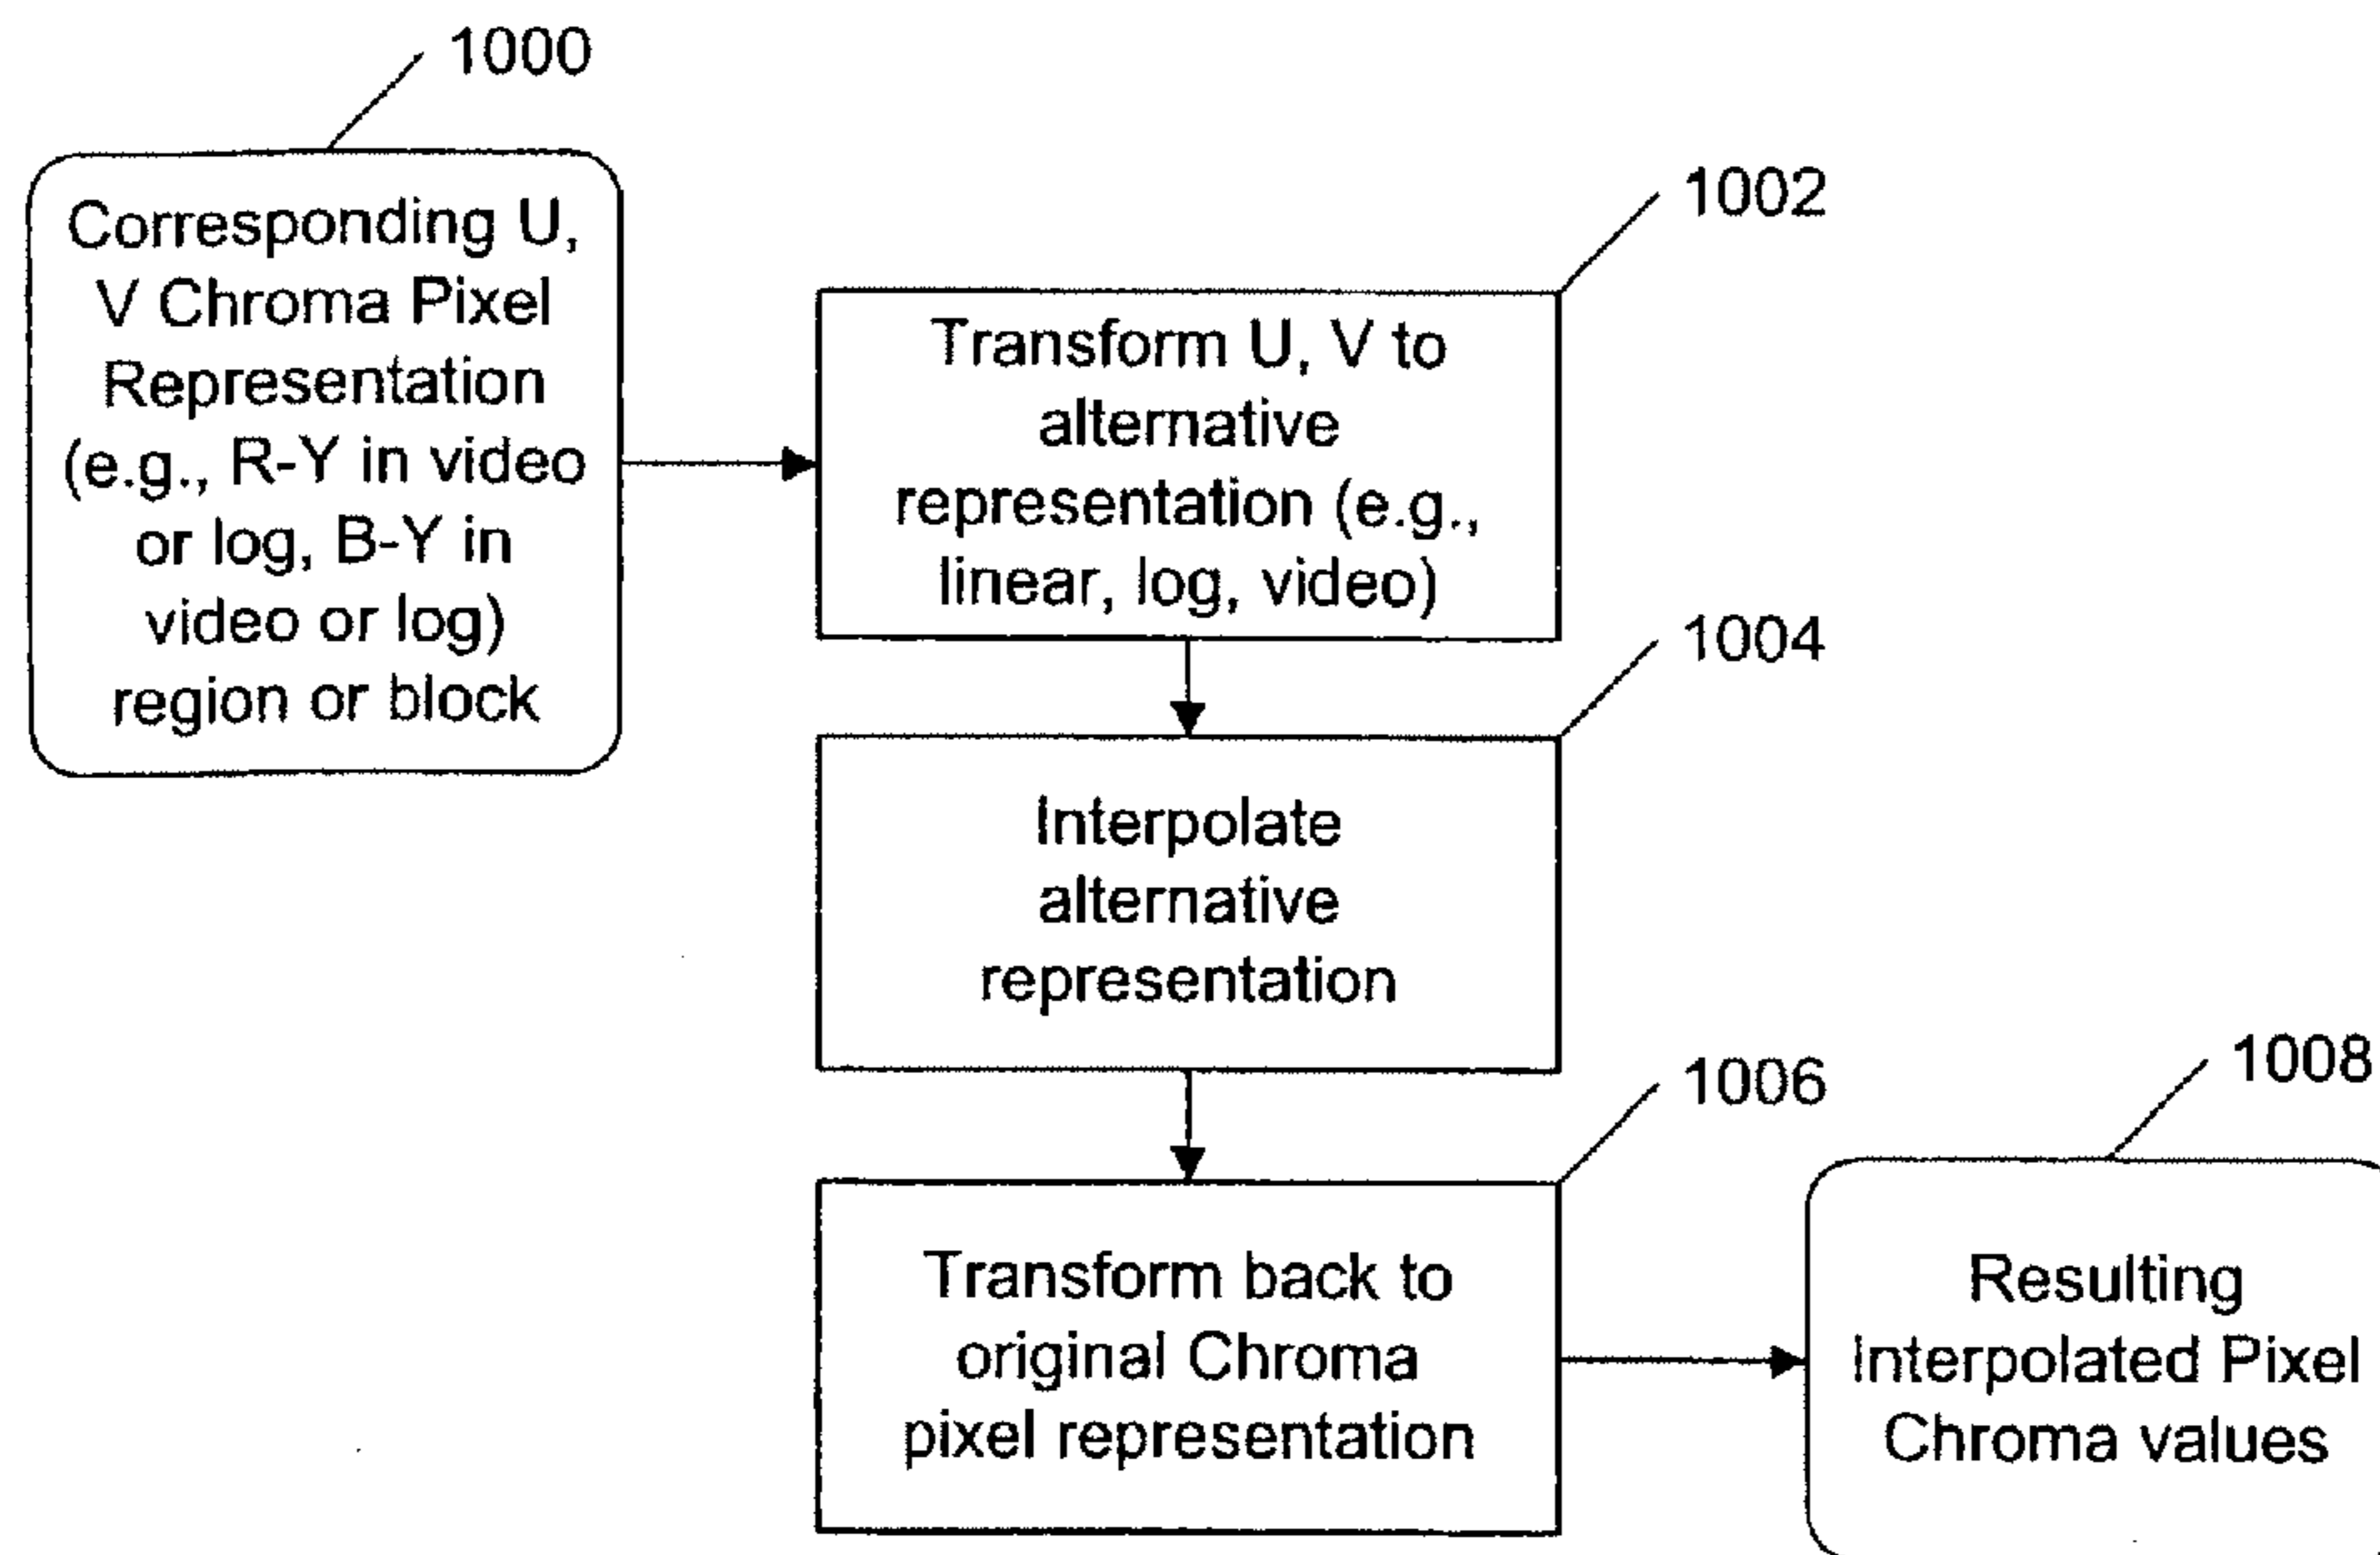 1000
Corresponding U,
V Chroma Pixel
Representation
(e.g., R-Y in video
or log, B-Y in
video or log)
region or block
1002
Transform U, V to
alternative
representation (e.g.,
linear, log, video)
1004
Interpolate
alternative
representation
1006
Transform back to
original Chroma
pixel representation
1008
Resulting
Interpolated Pixel
Chroma values